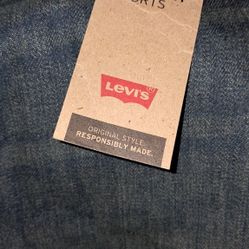 Levi's®
ORIGINAL STYLE.
RESPONSIBLY MADE.